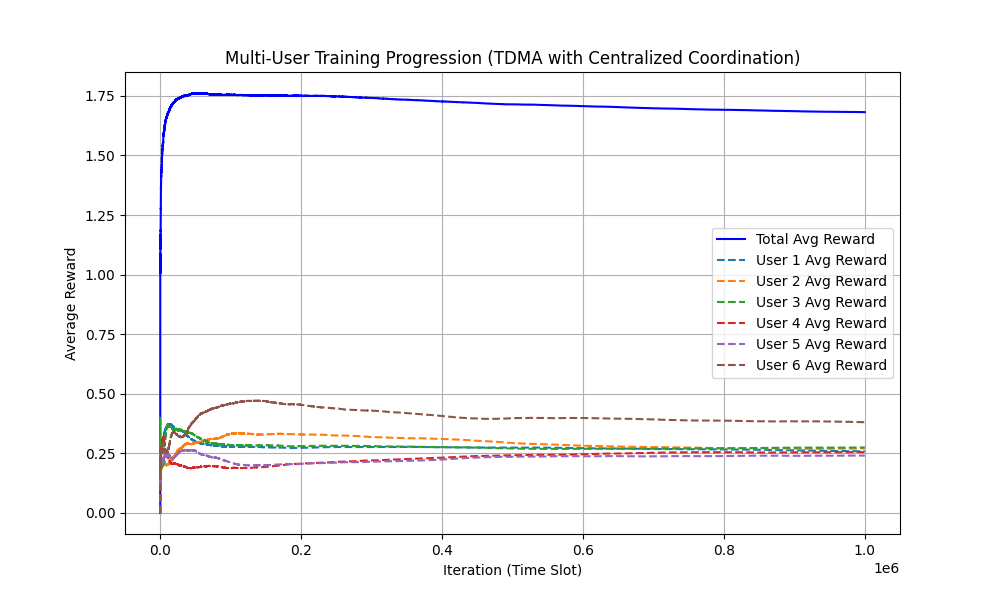 Multi-User Training Progression (TDMA with Centralized Coordination)
Average Reward
1.75
1.50
1.25
1.00
0.75
0.50
0.25
0.00
Total Avg Reward
User 1 Avg Reward
User 2 Avg Reward
User 3 Avg Reward
User 4 Avg Reward
User 5 Avg Reward
User 6 Avg Reward
0.0 0.2 0.4 0.6 0.8 1.0
1e6
Iteration (Time Slot)